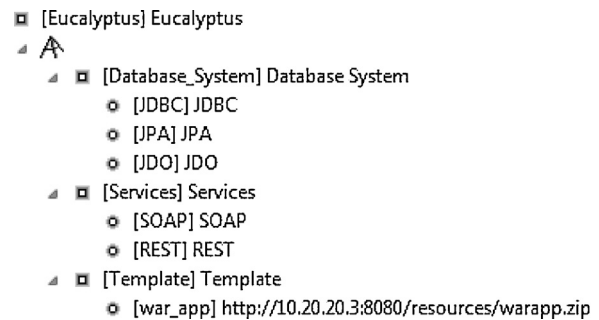 [Eucalyptus] Eucalyptus
[Database_System] Database System
[JDBC] JDBC
[JPA] JPA
[JDO] JDO
[Services] Services
[SOAP] SOAP
[REST] REST
[Template] Template
[war_app] http://10.20.20.3:8080/resources/warapp.zip